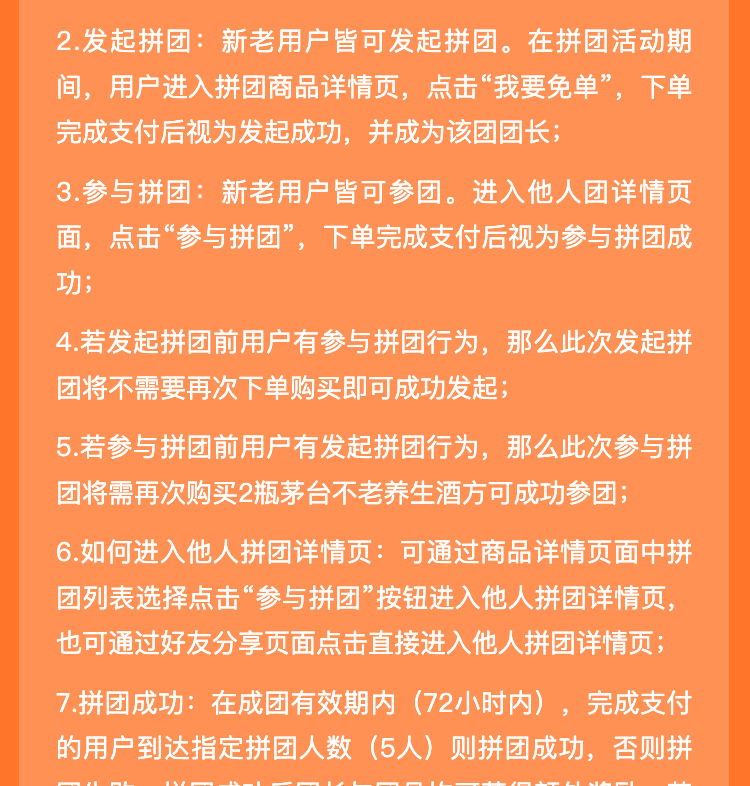 2.发起拼团：新老用户皆可发起拼团。在拼团活动期
间，用户进入拼团商品详情页，点击“我要免单”，下单
完成支付后视为发起成功，并成为该团团长；
3.参与拼团：新老用户皆可参团。进入他人团详情页
面，点击“参与拼团”，下单完成支付后视为参与拼团成
功；
4.若发起拼团前用户有参与拼团行为，那么此次发起拼
团将不需要再次下单购买即可成功发起；
5.若参与拼团前用户有发起拼团行为，那么此次参与拼
团将需再次购买2瓶茅台不老养生酒方可成功参团；
6.如何进入他人拼团详情页：可通过商品详情页面中拼
团列表选择点击“参与拼团”按钮进入他人拼团详情页，
也可通过好友分享页面点击直接进入他人拼团详情页；
7.拼团成功：在成团有效期内（72小时内），完成支付
的用户到达指定拼团人数（5人）则拼团成功，否则拼